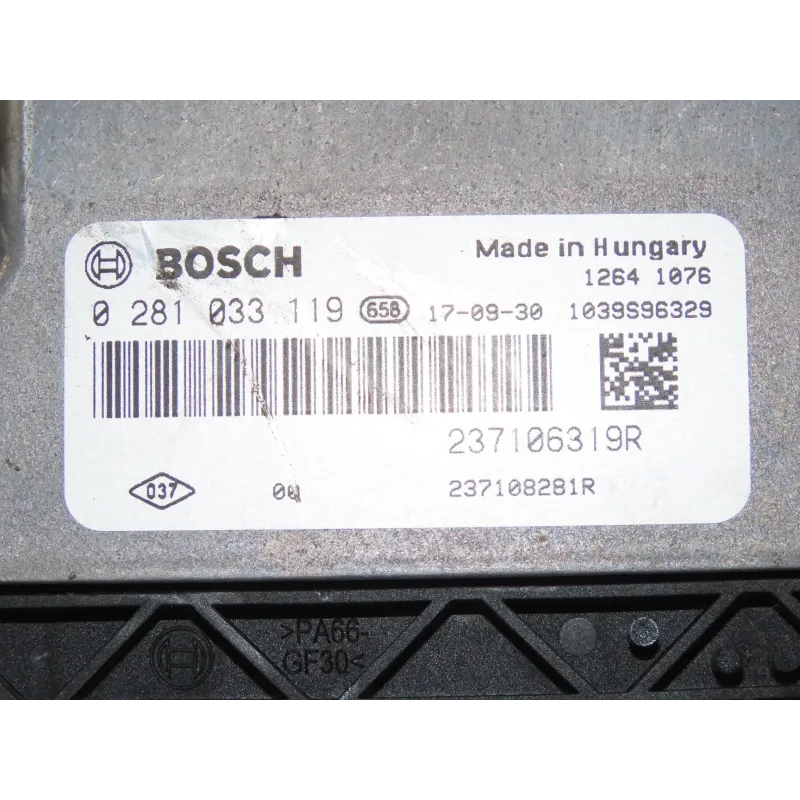 BOSCH Made in Hungary
1264 1076
0 281 033 119 658 17-09-30 1039S96329
237106319R
037 237108281R
>PA66-
GF30<